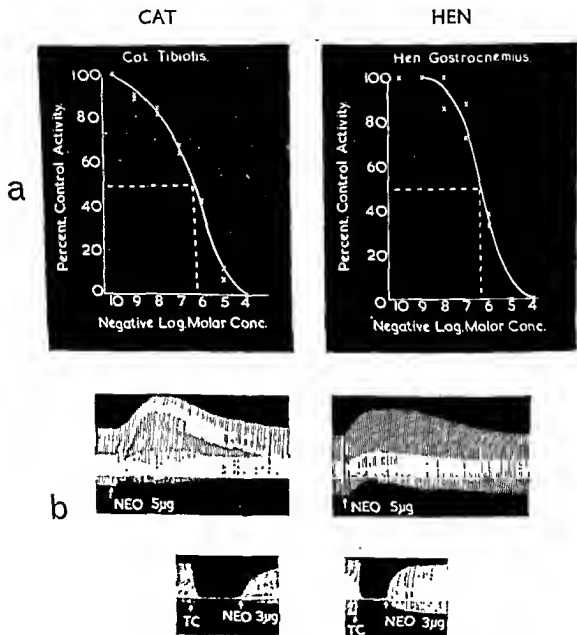 CAT HEN
a
Cat Tibialis.
Percent. Control Activity.
100
80
60
40
20
0
10 9 8 7 6 5 4
Negative Log. Molar Conc.
Hen Gastrocnemius.
Percent. Control Activity.
100
80
60
40
20
0
10 9 8 7 6 5 4
Negative Log. Molar Conc.
b
NEO 5µg
NEO 5µg
TC NEO 3µg
TC NEO 3µg